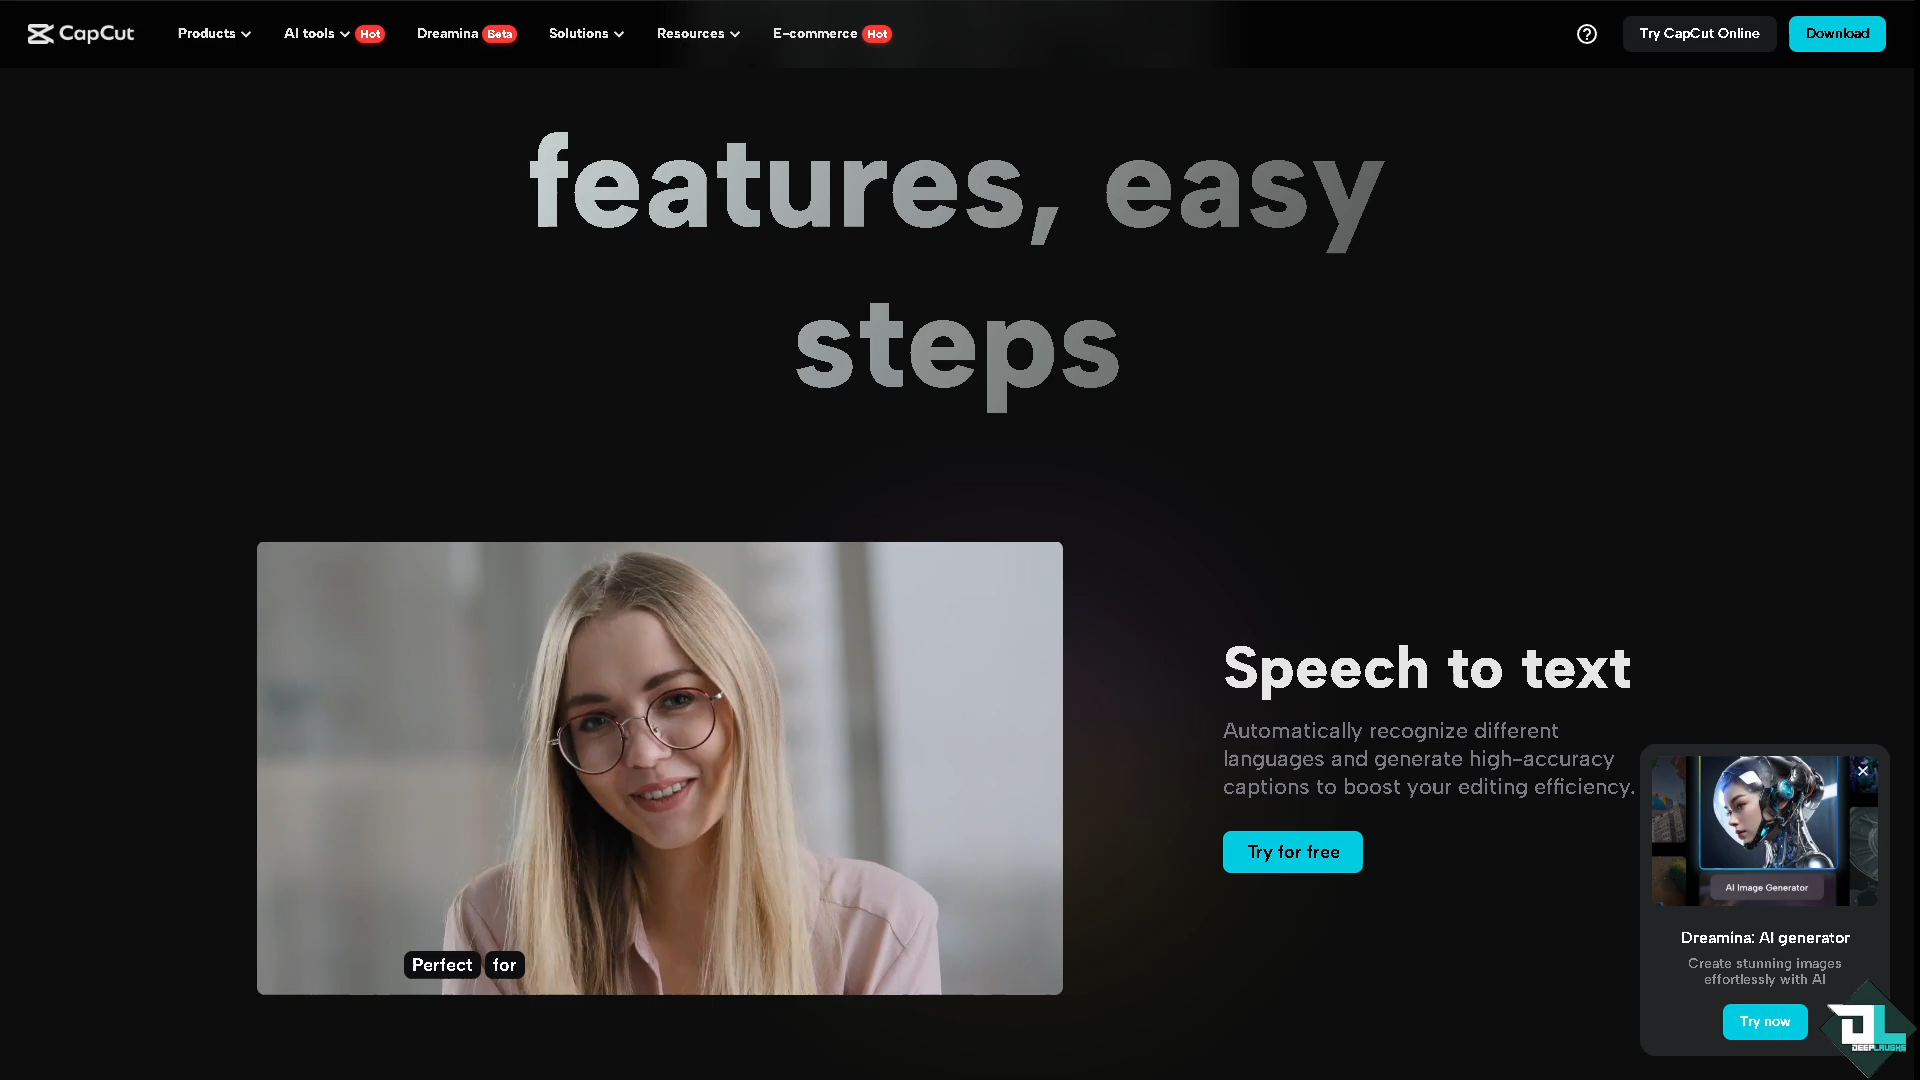 CapCut
Products
AI tools
Hot
Dreamina
Beta
Solutions
Resources
E-commerce
Hot
Try CapCut Online
Download
features, easy
steps
Perfect for
Speech to text
Automatically recognize different
languages and generate high-accuracy
captions to boost your editing efficiency.
Try for free
AI Image Generator
Dreamina: AI generator
Create stunning images
effortlessly with AI
Try now
DL
DEEPLAUGHS